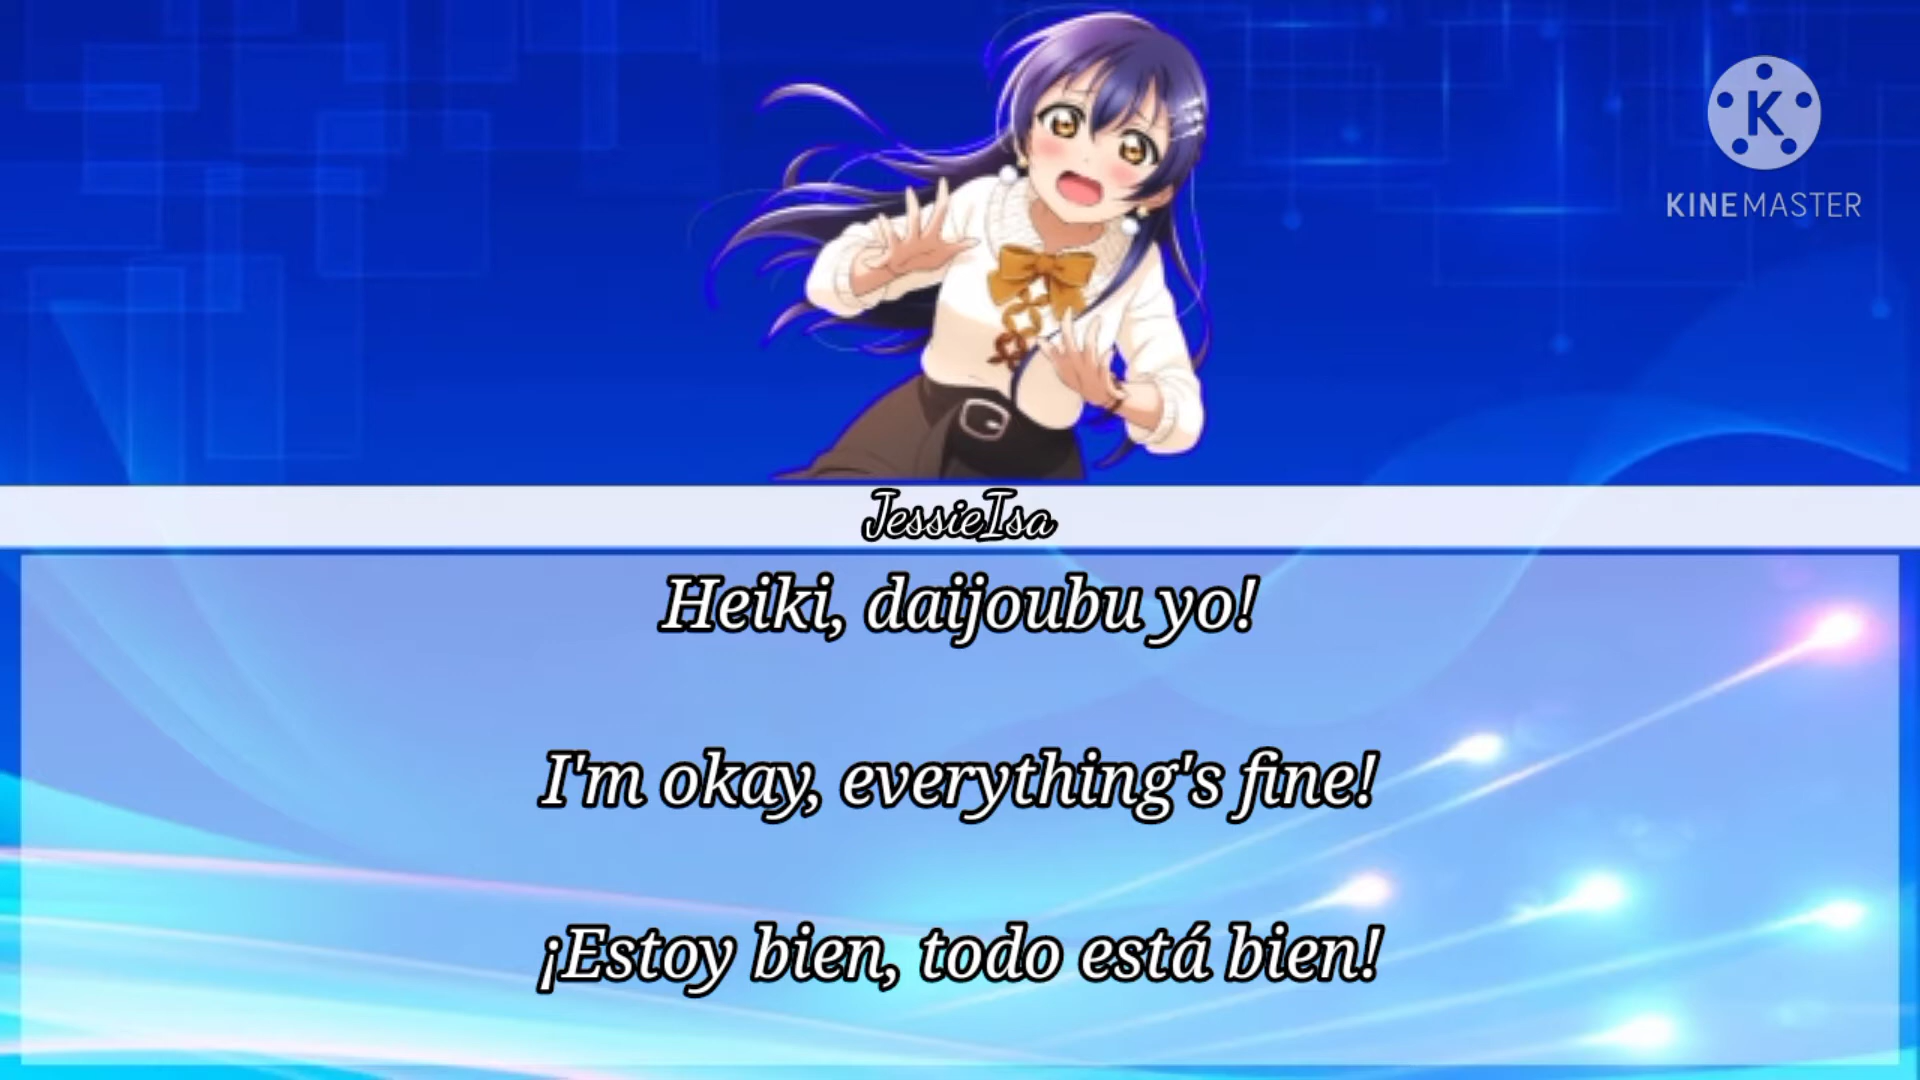 KINEMASTER
JessieIsa
Heiki, daijoubu yo!
I'm okay, everything's fine!
¡Estoy bien, todo está bien!